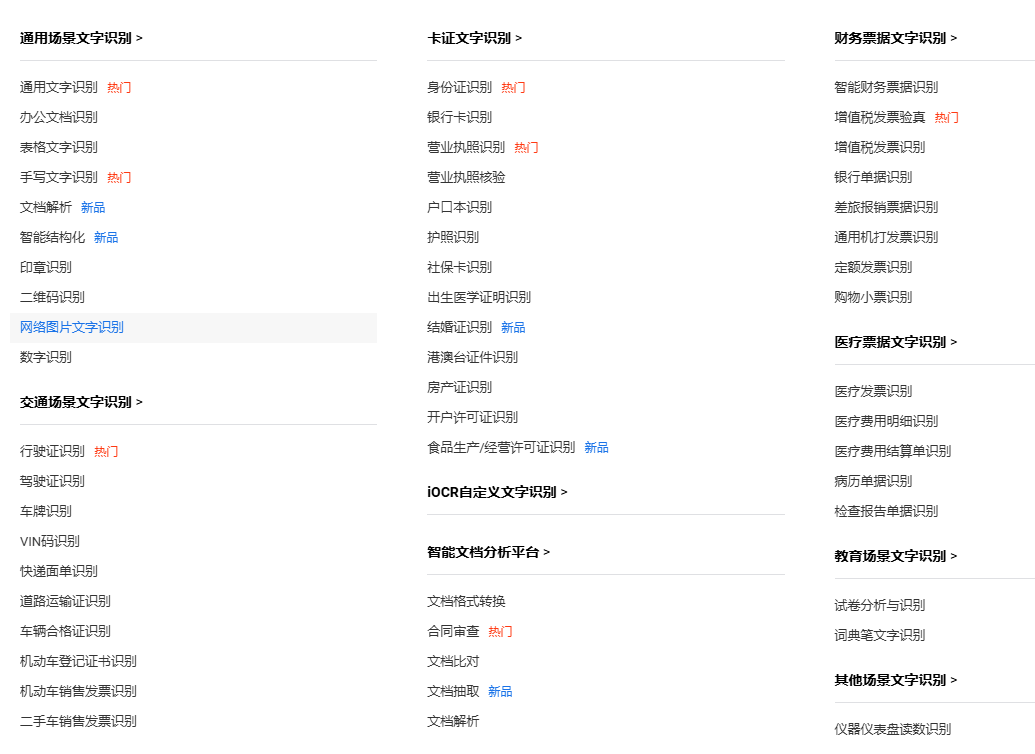 通用场景文字识别 >
通用文字识别 热门
办公文档识别
表格文字识别
手写文字识别 热门
文档解析 新品
智能结构化 新品
印章识别
二维码识别
网络图片文字识别
数字识别
交通场景文字识别 >
行驶证识别 热门
驾驶证识别
车牌识别
VIN码识别
快递面单识别
道路运输证识别
车辆合格证识别
机动车登记证书识别
机动车销售发票识别
二手车销售发票识别
卡证文字识别 >
身份证识别 热门
银行卡识别
营业执照识别 热门
营业执照核验
户口本识别
护照识别
社保卡识别
出生医学证明识别
结婚证识别 新品
港澳台证件识别
房产证识别
开户许可证识别
食品生产/经营许可证识别 新品
iOCR自定义文字识别 >
智能文档分析平台 >
文档格式转换
合同审查 热门
文档比对
文档抽取 新品
文档解析
财务票据文字识别 >
智能财务票据识别
增值税发票验真 热门
增值税发票识别
银行单据识别
差旅报销票据识别
通用机打发票识别
定额发票识别
购物小票识别
医疗票据文字识别 >
医疗发票识别
医疗费用明细识别
医疗费用结算单识别
病历单据识别
检查报告单据识别
教育场景文字识别 >
试卷分析与识别
词典笔文字识别
其他场景文字识别 >
仪器仪表盘读数识别